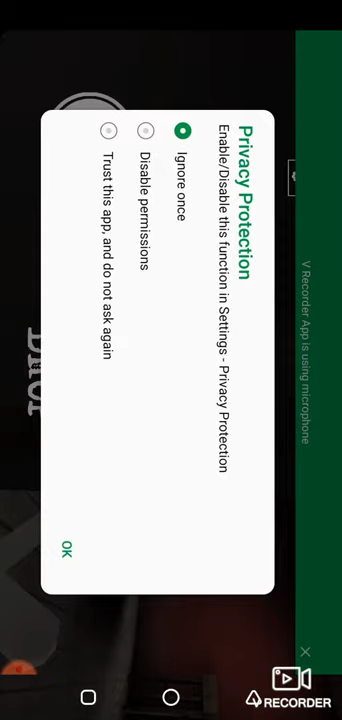 V Recorder App is using microphone
Privacy Protection
Enable/Disable this function in Settings - Privacy Protection
Ignore once
Disable permissions
Trust this app, and do not ask again
OK
RECORDER